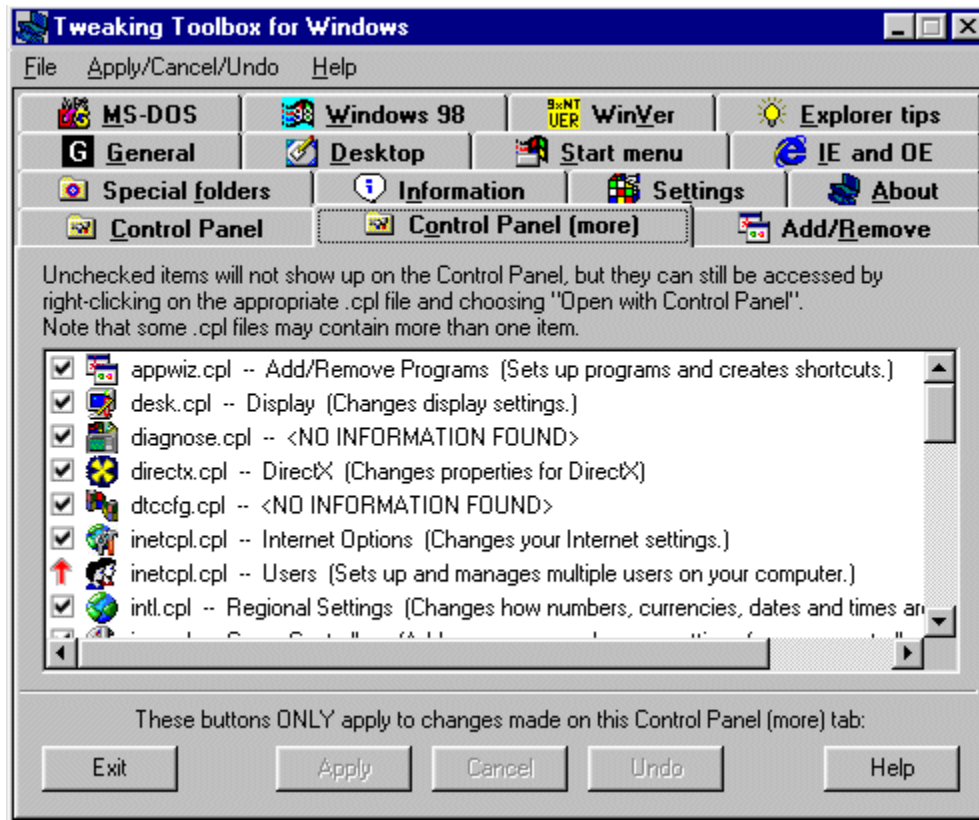 Tweaking Toolbox for Windows
File Apply/Cancel/Undo Help
MS-DOS Windows 98 9xNT VER WinVer Explorer tips
G General Desktop Start menu IE and OE
Special folders Information Settings About
Control Panel Control Panel (more) Add/Remove
Unchecked items will not show up on the Control Panel, but they can still be accessed by
right-clicking on the appropriate .cpl file and choosing "Open with Control Panel".
Note that some .cpl files may contain more than one item.
appwiz.cpl -- Add/Remove Programs (Sets up programs and creates shortcuts.)
desk.cpl -- Display (Changes display settings.)
diagnose.cpl -- <NO INFORMATION FOUND>
directx.cpl -- DirectX (Changes properties for DirectX)
dtccfg.cpl -- <NO INFORMATION FOUND>
inetcpl.cpl -- Internet Options (Changes your Internet settings.)
inetcpl.cpl -- Users (Sets up and manages multiple users on your computer.)
intl.cpl -- Regional Settings (Changes how numbers, currencies, dates and times
These buttons ONLY apply to changes made on this Control Panel (more) tab:
Exit Apply Cancel Undo Help